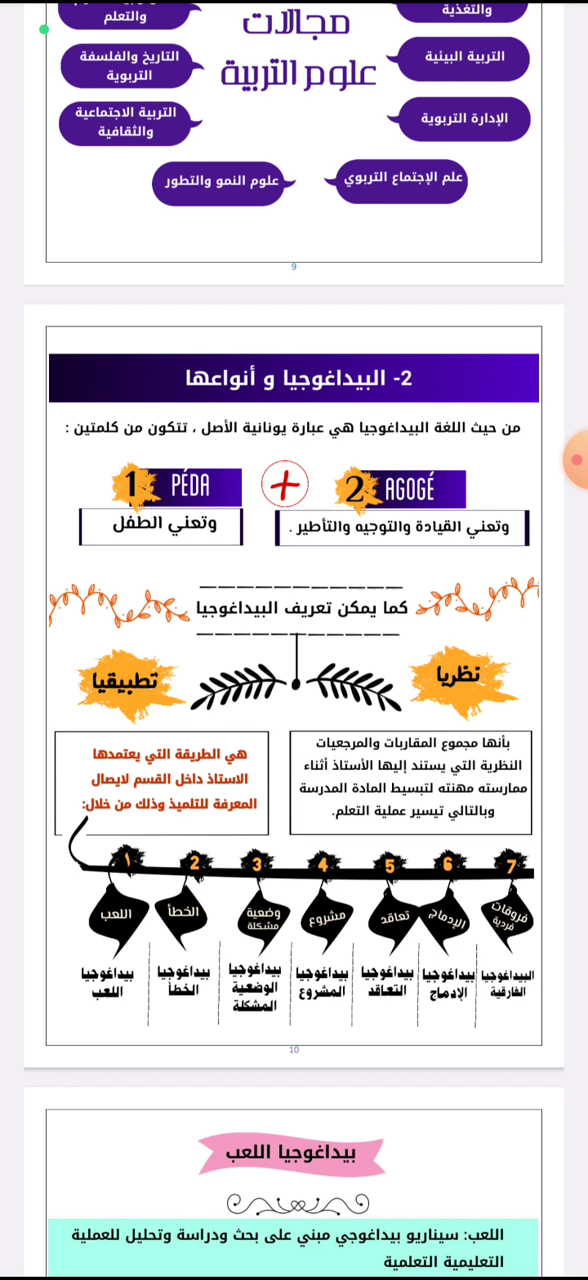 والتغذية
والتعلم
مجالات
علوم التربية
التربية البيئية
التاريخ والفلسفة
التربوية
الإدارة التربوية
التربية الاجتماعية
والثقافية
علم الإجتماع التربوي
علوم النمو والتطور
9
2- البيداغوجيا و أنواعها
من حيث اللغة البيداغوجيا هي عبارة يونانية الأصل ، تتكون من كلمتين :
1 PÉDA
وتعني الطفل
+
2 AGOGÉ
وتعني القيادة والتوجيه والتأطير .
كما يمكن تعريف البيداغوجيا
نظريا
بأنها مجموع المقاربات والمرجعيات
النظرية التي يستند إليها الأستاذ أثناء
ممارسته مهنته لتبسيط المادة المدرسة
وبالتالي تيسير عملية التعلم.
تطبيقيا
هي الطريقة التي يعتمدها
الاستاذ داخل القسم لايصال
المعرفة للتلميذ وذلك من خلال:
1 2 3 4 5 6 7
اللعب
الخطأ
وضعية
مشكلة
مشروع
تعاقد
الإدماج
فروقات
فردية
بيداغوجيا
اللعب
بيداغوجيا
الخطأ
بيداغوجيا
الوضعية
المشكلة
بيداغوجيا
المشروع
بيداغوجيا
التعاقد
بيداغوجيا
الإدماج
البيداغوجيا
الفارقية
10
بيداغوجيا اللعب
اللعب: سيناريو بيداغوجي مبني على بحث ودراسة وتحليل للعملية
التعليمية التعلمية